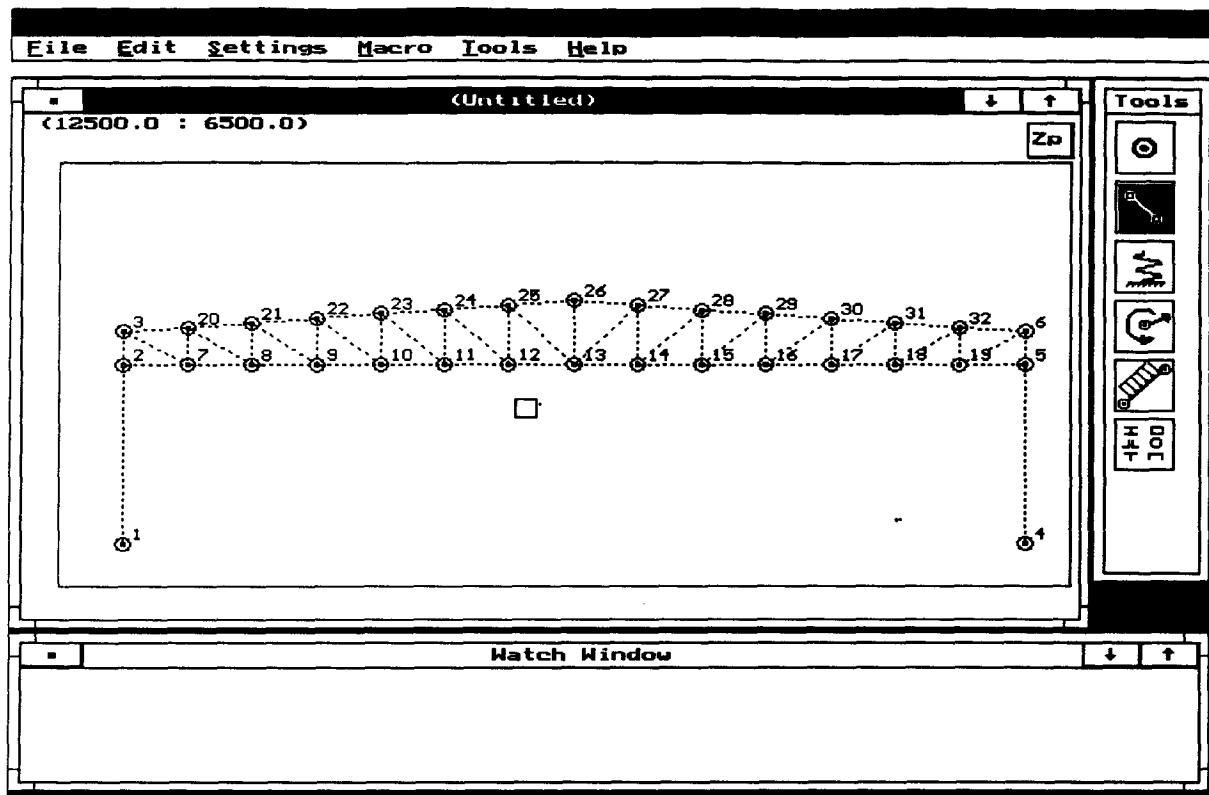 File Edit Settings Macro Tools Help
(Untitled)
Tools
(12500.0 : 6500.0)
Zp
3 20 21 22 23 24 25 26 27 28 29 30 31 32 6
2 7 8 9 10 11 12 13 14 15 16 17 18 19 5
1 4
Watch Window